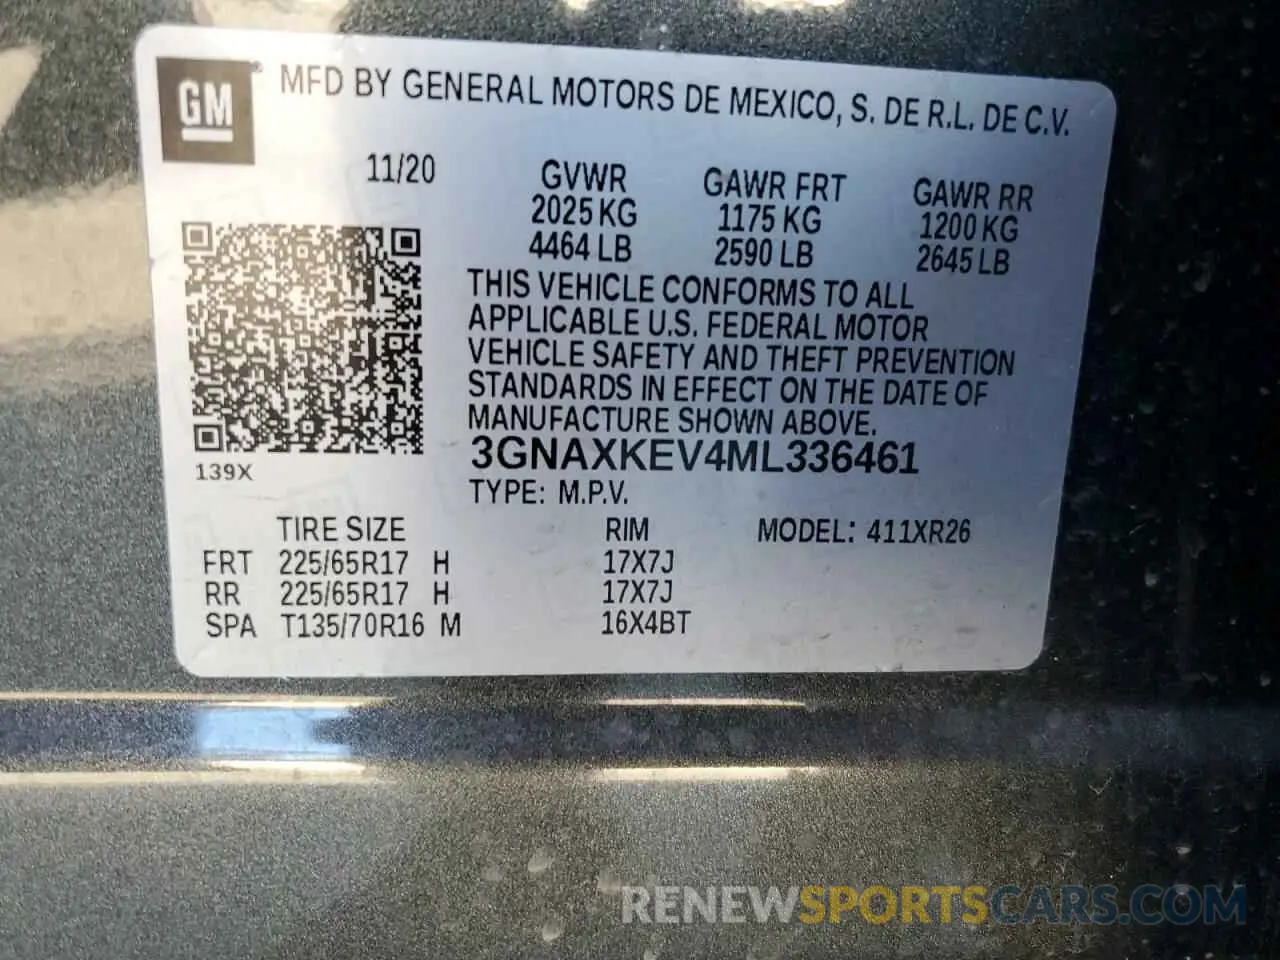 GM® MFD BY GENERAL MOTORS DE MEXICO, S. DE R.L. DE C.V.
11/20 GVWR GAWR FRT GAWR RR
2025 KG 1175 KG 1200 KG
4464 LB 2590 LB 2645 LB
THIS VEHICLE CONFORMS TO ALL
APPLICABLE U.S. FEDERAL MOTOR
VEHICLE SAFETY AND THEFT PREVENTION
STANDARDS IN EFFECT ON THE DATE OF
MANUFACTURE SHOWN ABOVE.
3GNAXKEV4ML336461
139X TYPE: M.P.V.
TIRE SIZE RIM MODEL: 411XR26
FRT 225/65R17 H 17X7J
RR 225/65R17 H 17X7J
SPA T135/70R16 M 16X4BT
RENEWSPORTSCARS.COM